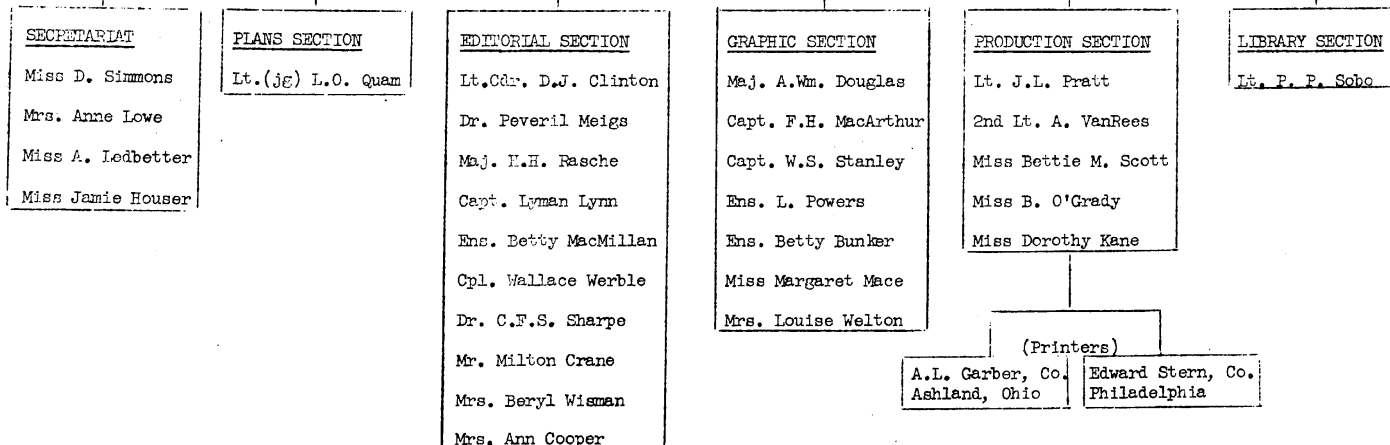 SECRETARIAT
Miss D. Simmons
Mrs. Anne Lowe
Miss A. Ledbetter
Miss Jamie Houser
PLANS SECTION
Lt.(jg) L.O. Quam
EDITORIAL SECTION
Lt.Cdr. D.J. Clinton
Dr. Peveril Meigs
Maj. H.H. Rasche
Capt. Lyman Lynn
Ens. Betty MacMillan
Cpl. Wallace Werble
Dr. C.F.S. Sharpe
Mr. Milton Crane
Mrs. Beryl Wisman
Mrs. Ann Cooper
GRAPHIC SECTION
Maj. A.Wm. Douglas
Capt. F.H. MacArthur
Capt. W.S. Stanley
Ens. L. Powers
Ens. Betty Bunker
Miss Margaret Mace
Mrs. Louise Welton
PRODUCTION SECTION
Lt. J.L. Pratt
2nd Lt. A. VanRees
Miss Bettie M. Scott
Miss B. O'Grady
Miss Dorothy Kane
(Printers)
A.L. Garber, Co.
Ashland, Ohio
Edward Stern, Co.
Philadelphia
LIBRARY SECTION
Lt. P. P. Sobo